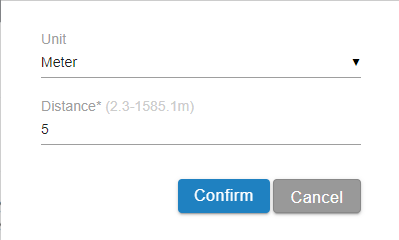 Unit
Meter
Distance* (2.3-1585.1m)
5
Confirm Cancel